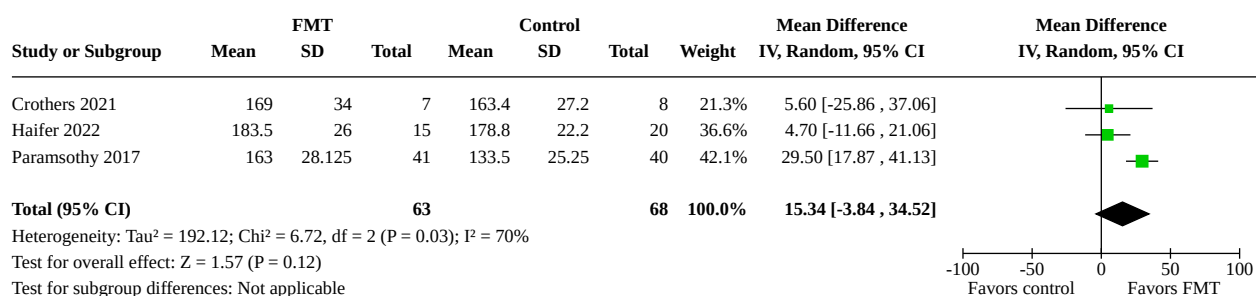 FMT Control Mean Difference Mean Difference
Study or Subgroup Mean SD Total Mean SD Total Weight IV, Random, 95% CI IV, Random, 95% CI
Crothers 2021 169 34 7 163.4 27.2 8 21.3% 5.60 [-25.86 , 37.06]
Haifer 2022 183.5 26 15 178.8 22.2 20 36.6% 4.70 [-11.66 , 21.06]
Paramsothy 2017 163 28.125 41 133.5 25.25 40 42.1% 29.50 [17.87 , 41.13]
Total (95% CI) 63 68 100.0% 15.34 [-3.84 , 34.52]
Heterogeneity: Tau² = 192.12; Chi² = 6.72, df = 2 (P = 0.03); I² = 70%
Test for overall effect: Z = 1.57 (P = 0.12)
-100 -50 0 50 100
Test for subgroup differences: Not applicable Favors control Favors FMT